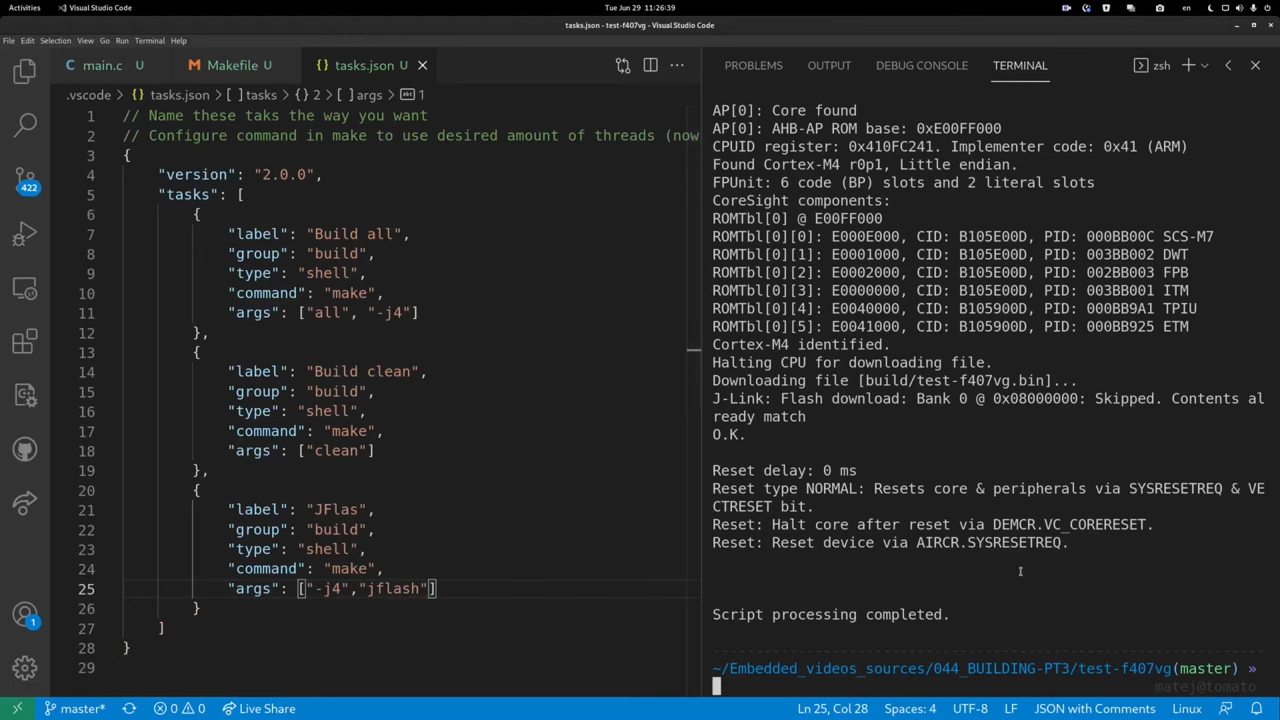 Activities
Visual Studio Code
Tue Jun 29 11:26:39
en
tasks.json - test-f407vg - Visual Studio Code
File Edit Selection View Go Run Terminal Help
main.c U
Makefile U
tasks.json U
PROBLEMS OUTPUT DEBUG CONSOLE TERMINAL
zsh
.vscode > tasks.json > [ ] tasks > { } 2 > [ ] args > 1
1 // Name these taks the way you want
2 // Configure command in make to use desired amount of threads (now
3 {
4 "version": "2.0.0",
5 "tasks": [
6 {
7 "label": "Build all",
8 "group": "build",
9 "type": "shell",
10 "command": "make",
11 "args": ["all", "-j4"]
12 },
13 {
14 "label": "Build clean",
15 "group": "build",
16 "type": "shell",
17 "command": "make",
18 "args": ["clean"]
19 },
20 {
21 "label": "JFlas",
22 "group": "build",
23 "type": "shell",
24 "command": "make",
25 "args": ["-j4","jflash"]
26 }
27 ]
28 }
29
AP[0]: Core found
AP[0]: AHB-AP ROM base: 0xE00FF000
CPUID register: 0x410FC241. Implementer code: 0x41 (ARM)
Found Cortex-M4 r0p1, Little endian.
FPUnit: 6 code (BP) slots and 2 literal slots
CoreSight components:
ROMTbl[0] @ E00FF000
ROMTbl[0][0]: E000E000, CID: B105E00D, PID: 000BB00C SCS-M7
ROMTbl[0][1]: E0001000, CID: B105E00D, PID: 003BB002 DWT
ROMTbl[0][2]: E0002000, CID: B105E00D, PID: 002BB003 FPB
ROMTbl[0][3]: E0000000, CID: B105E00D, PID: 003BB001 ITM
ROMTbl[0][4]: E0040000, CID: B105900D, PID: 000BB9A1 TPIU
ROMTbl[0][5]: E0041000, CID: B105900D, PID: 000BB925 ETM
Cortex-M4 identified.
Halting CPU for downloading file.
Downloading file [build/test-f407vg.bin]...
J-Link: Flash download: Bank 0 @ 0x08000000: Skipped. Contents al
ready match
O.K.
Reset delay: 0 ms
Reset type NORMAL: Resets core & peripherals via SYSRESETREQ & VE
CTRESET bit.
Reset: Halt core after reset via DEMCR.VC_CORERESET.
Reset: Reset device via AIRCR.SYSRESETREQ.
Script processing completed.
~/Embedded_videos_sources/044_BUILDING-PT3/test-f407vg(master) »
matej@tomato
422
1
master*
0 0
Live Share
Ln 25, Col 28 Spaces: 4 UTF-8 LF JSON with Comments Linux